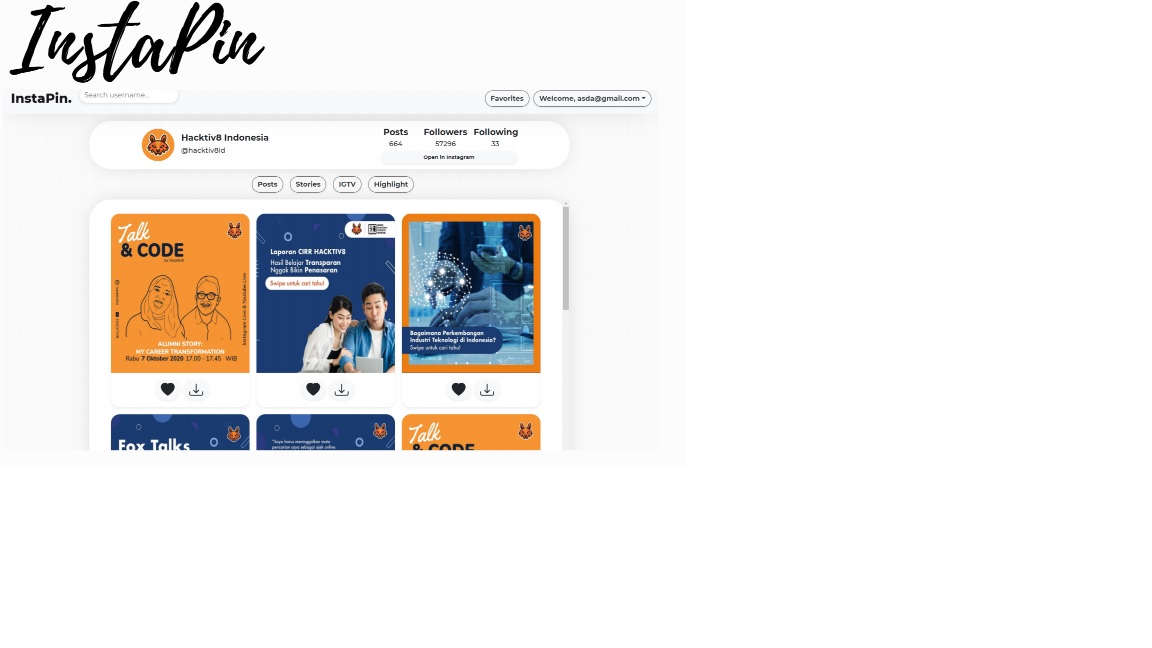 InstaPin
InstaPin.
Search username...
Favorites
Welcome, asda@gmail.com
Hacktiv8 Indonesia
@hacktiv8id
Posts Followers Following
664 57296 33
Open in Instagram
Posts Stories IGTV Highlight
Talk
& CODE
by Hacktiv8
Instagram Live & Youtube Live
ALUMNI STORY:
MY CAREER TRANSFORMATION
Rabu 7 Oktober 2020 17.00 - 17.45 WIB
Laporan CIRR HACKTIV8
Hasil Belajar Transparan
Nggak Bikin Penasaran
Swipe untuk cari tahu!
Bagaimana Perkembangan
Industri Teknologi di Indonesia?
Swipe untuk cari tahu!
Fox Talks
"Saya harus meninggalkan mata
pencarian saya sebagai ojek online
Talk
& CODE